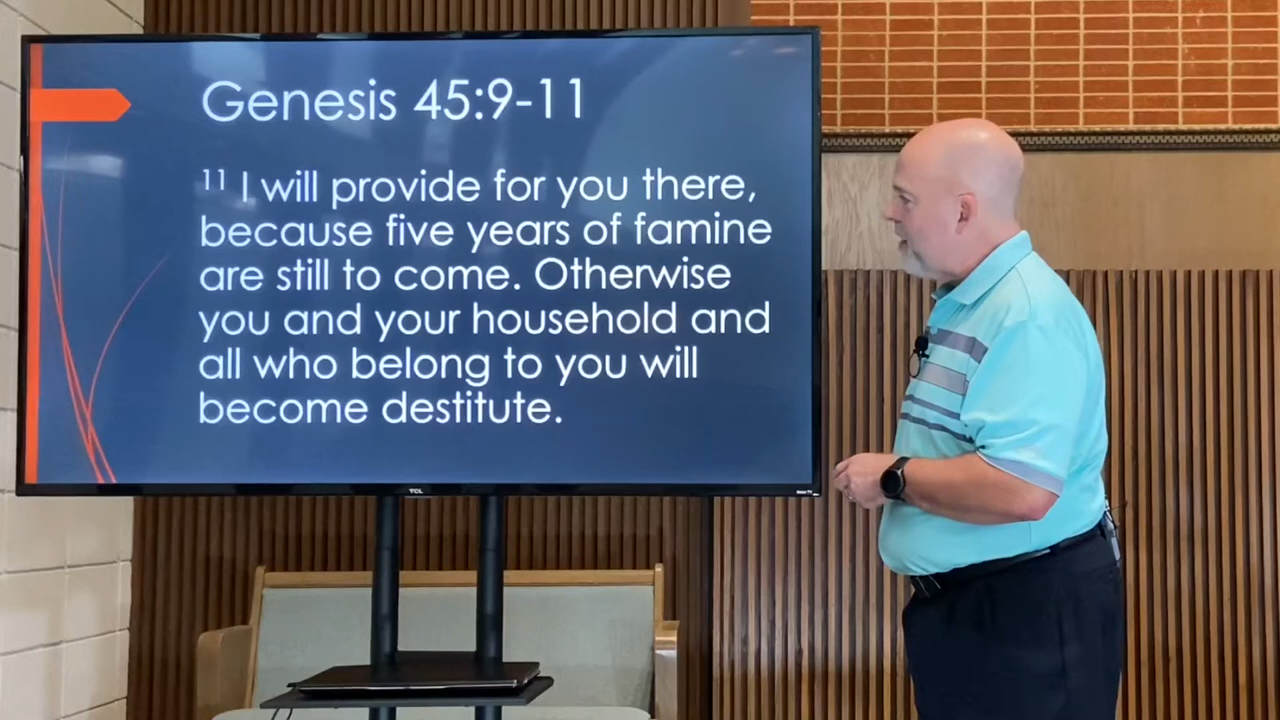 Genesis 45:9-11
11 I will provide for you there,
because five years of famine
are still to come. Otherwise
you and your household and
all who belong to you will
become destitute.
TCL